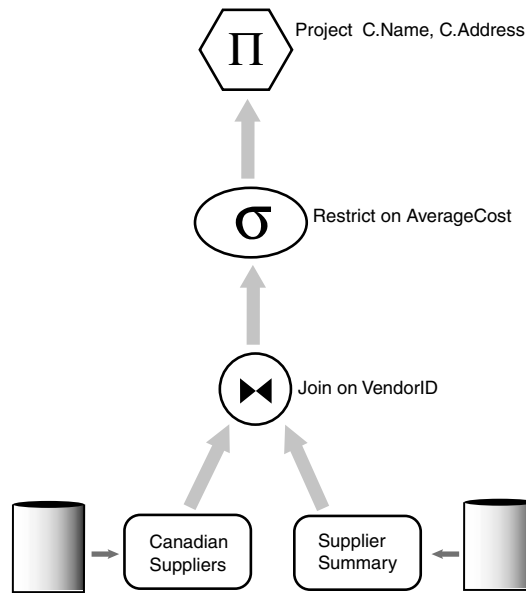 Π
Project C.Name, C.Address
σ
Restrict on AverageCost
Join on VendorID
Canadian
Suppliers
Supplier
Summary